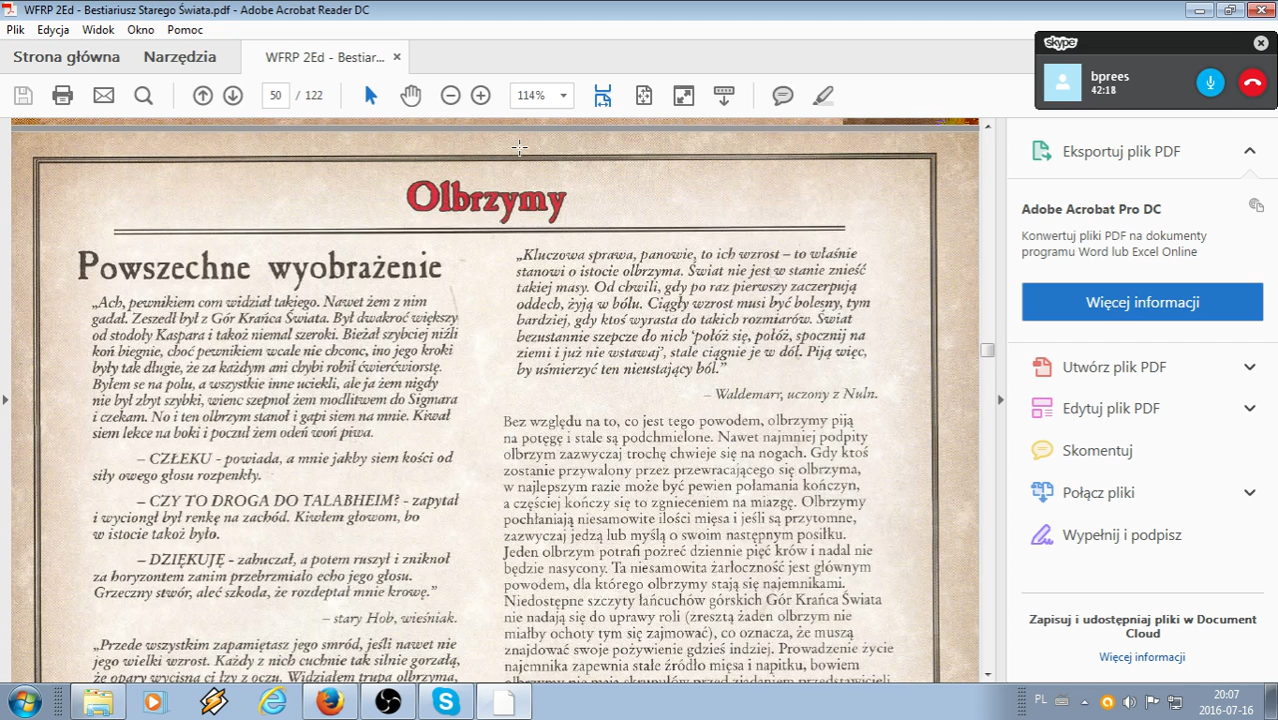 WFRP 2Ed - Bestiariusz Starego Świata.pdf - Adobe Acrobat Reader DC
Plik Edycja Widok Okno Pomoc
Strona główna Narzędzia WFRP 2Ed - Bestiar... ×
50 / 122 114%
skype
bprees
42:18
Olbrzymy
Powszechne wyobrażenie
„Ach, pewnikiem com widział takiego. Nawet żem z nim
gadał. Zeszedł był z Gór Krańca Świata. Był dwakroć większy
od stodoły Kaspara i takoż niemal szeroki. Bieżał szybciej niźli
koń biegnie, choć pewnikiem wcale nie chconc, ino jego kroki
były tak długie, że za każdym ani chybi robił ćwierćwiorstę.
Byłem se na polu, a wszystkie inne uciekli, ale ja żem nigdy
nie był zbyt szybki, wienc szepnoł żem modlitwem do Sigmara
i czekam. No i ten olbrzym stanoł i gapi siem na mnie. Kiwał
siem lekce na boki i poczuł żem odeń woń piwa.
– CZŁEKU - powiada, a mnie jakby siem kości od
siły owego głosu rozpenkły.
– CZY TO DROGA DO TALABHEIM? - zapytał
i wyciongł był renkę na zachód. Kiwłem głowom, bo
w istocie takoż było.
– DZIĘKUJĘ - zahuczał, a potem ruszył i zniknoł
za horyzontem zanim przebrzmiało echo jego głosu.
Grzeczny stwór, aleć szkoda, że rozdeptał mnie krowę.”
– stary Hob, wieśniak.
„Przede wszystkim zapamiętasz jego smród, jeśli nawet nie
jego wielki wzrost. Każdy z nich cuchnie tak silnie gorzałą,
że opary wycisną ci łzy z oczu. Widziałem trupa olbrzyma,
„Kluczowa sprawa, panowie, to ich wzrost – to właśnie
stanowi o istocie olbrzyma. Świat nie jest w stanie znieść
takiej masy. Od chwili, gdy po raz pierwszy zaczerpują
oddech, żyją w bólu. Ciągły wzrost musi być bolesny, tym
bardziej, gdy ktoś wyrasta do takich rozmiarów. Świat
bezustannie szepcze do nich ‘połóż się, połóż, spocznij na
ziemi i już nie wstawaj’, stale ciągnie je w dół. Piją więc,
by uśmierzyć ten nieustający ból.”
– Waldemarr, uczony z Nuln.
Bez względu na to, co jest tego powodem, olbrzymy piją
na potęgę i stale są podchmielone. Nawet najmniej podpity
olbrzym zazwyczaj trochę chwieje się na nogach. Gdy ktoś
zostanie przywalony przez przewracającego się olbrzyma,
w najlepszym razie może być pewien połamania kończyn,
a częściej kończy się to zgnieceniem na miazgę. Olbrzymy
pochłaniają niesamowite ilości mięsa i jeśli są przytomne,
zazwyczaj jedzą lub myślą o swoim następnym posiłku.
Jeden olbrzym potrafi pożreć dziennie pięć krów i nadal nie
będzie nasycony. Ta niesamowita żarłoczność jest głównym
powodem, dla którego olbrzymy stają się najemnikami.
Niedostępne szczyty łańcuchów górskich Gór Krańca Świata
nie nadają się do uprawy roli (zresztą żaden olbrzym nie
miałby ochoty tym się zajmować), co oznacza, że muszą
znajdować swoje pożywienie gdzieś indziej. Prowadzenie życie
najemnika zapewnia stałe źródło mięsa i napitku, bowiem
olbrzymy nie mają skrupułów przed zjadaniem przedstawicieli
Eksportuj plik PDF
Adobe Acrobat Pro DC
Konwertuj pliki PDF na dokumenty
programu Word lub Excel Online
Więcej informacji
Utwórz plik PDF
Edytuj plik PDF
Skomentuj
Połącz pliki
Wypełnij i podpisz
Zapisuj i udostępniaj pliki w Document
Cloud
Więcej informacji
PL
20:07
2016-07-16